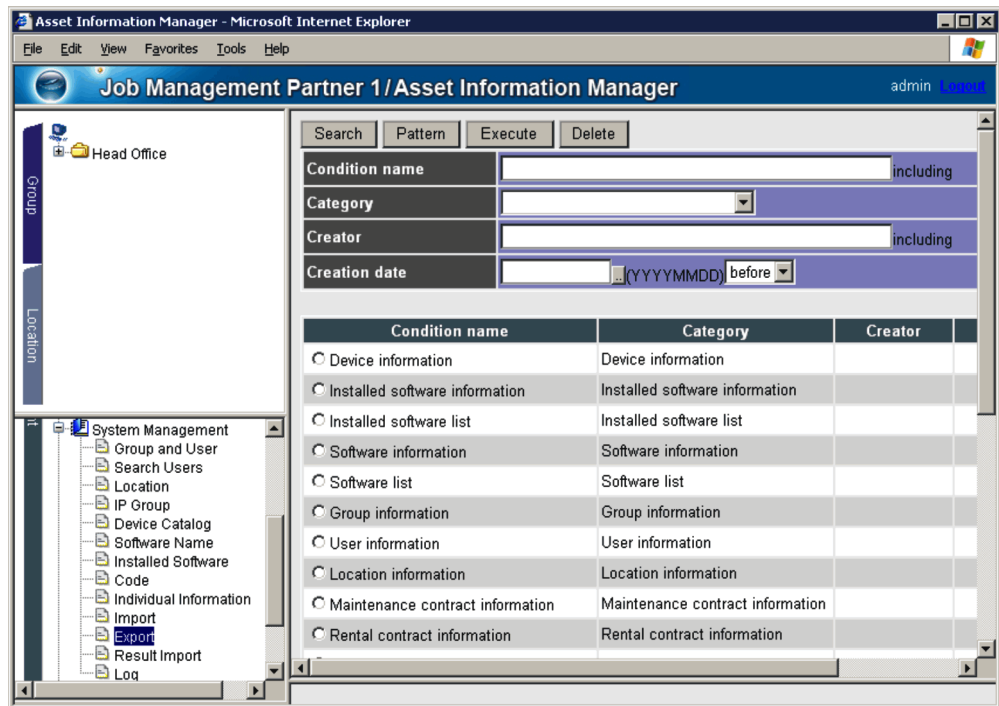 Asset Information Manager - Microsoft Internet Explorer
File Edit View Favorites Tools Help
Job Management Partner 1/Asset Information Manager
admin Logout
Group
Location
Head Office
Search Pattern Execute Delete
Condition name including
Category
Creator including
Creation date .. (YYYYMMDD) before
Condition name Category Creator
Device information Device information
Installed software information Installed software information
Installed software list Installed software list
Software information Software information
Software list Software list
Group information Group information
User information User information
Location information Location information
Maintenance contract information Maintenance contract information
Rental contract information Rental contract information
System Management
Group and User
Search Users
Location
IP Group
Device Catalog
Software Name
Installed Software
Code
Individual Information
Import
Export
Result Import
Log